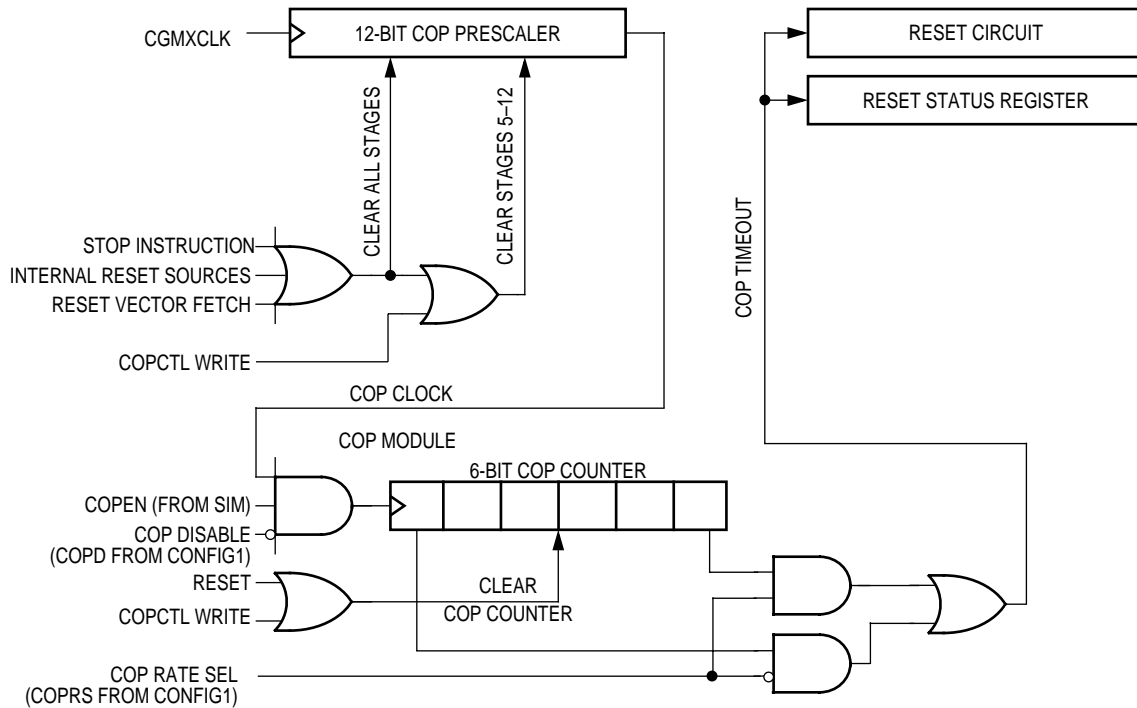 CGMXCLK
12-BIT COP PRESCALER
RESET CIRCUIT
RESET STATUS REGISTER
CLEAR ALL STAGES
CLEAR STAGES 5–12
COP TIMEOUT
STOP INSTRUCTION
INTERNAL RESET SOURCES
RESET VECTOR FETCH
COPCTL WRITE
COP CLOCK
COP MODULE
6-BIT COP COUNTER
COPEN (FROM SIM)
COP DISABLE
(COPD FROM CONFIG1)
RESET
COPCTL WRITE
CLEAR
COP COUNTER
COP RATE SEL
(COPRS FROM CONFIG1)